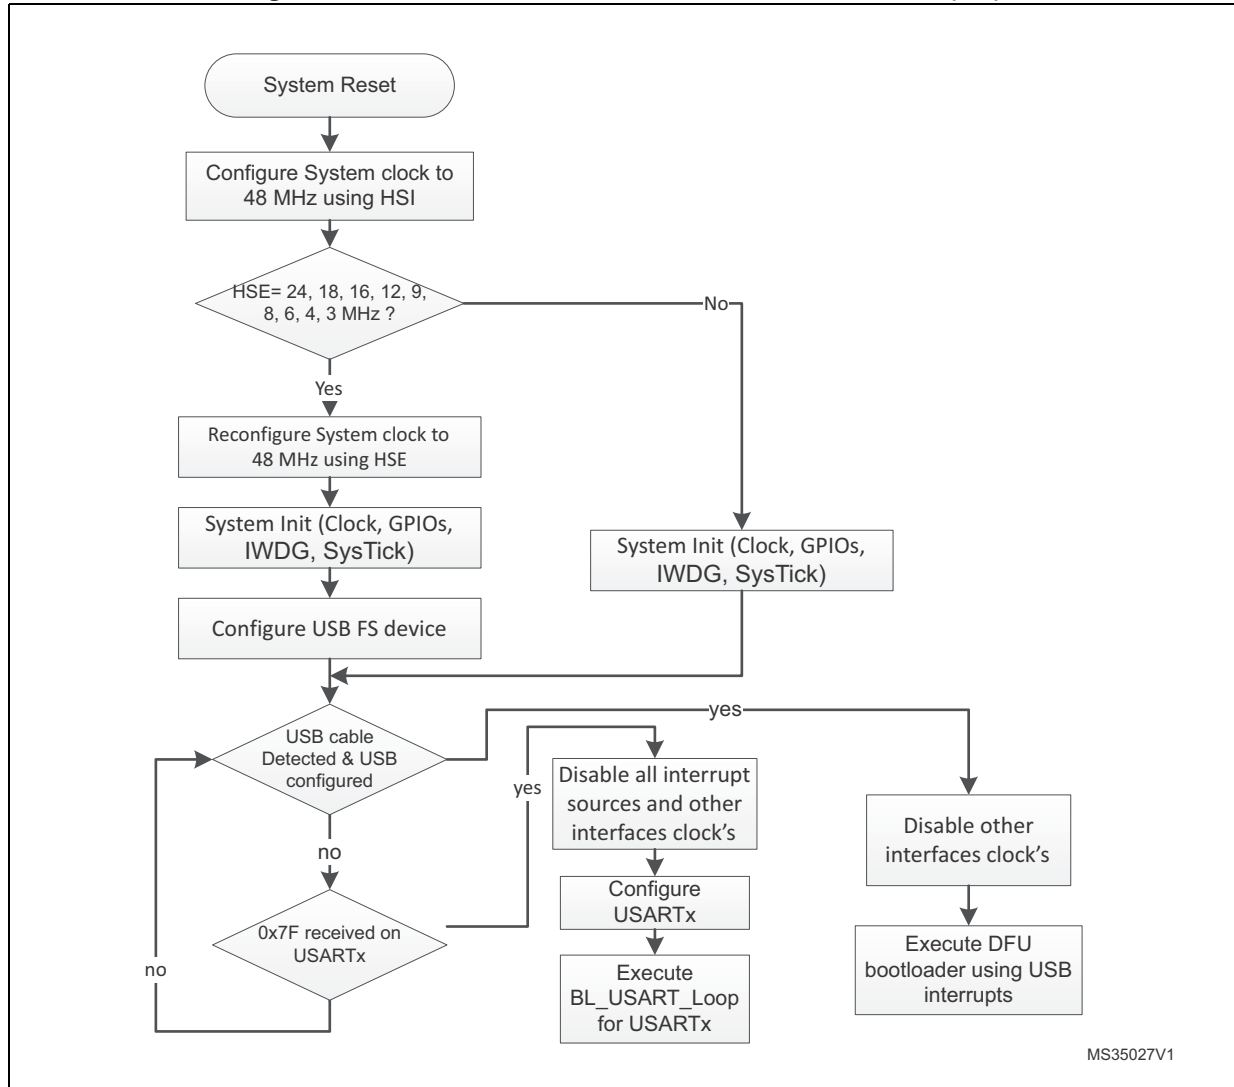 System Reset
Configure System clock to
48 MHz using HSI
HSE= 24, 18, 16, 12, 9,
8, 6, 4, 3 MHz ?
No
Yes
Reconfigure System clock to
48 MHz using HSE
System Init (Clock, GPIOs,
IWDG, SysTick)
System Init (Clock, GPIOs,
IWDG, SysTick)
Configure USB FS device
USB cable
Detected & USB
configured
yes
yes
no
Disable all interrupt
sources and other
interfaces clock's
Disable other
interfaces clock's
Configure
USARTx
0x7F received on
USARTx
no
Execute
BL_USART_Loop
for USARTx
Execute DFU
bootloader using USB
interrupts
MS35027V1